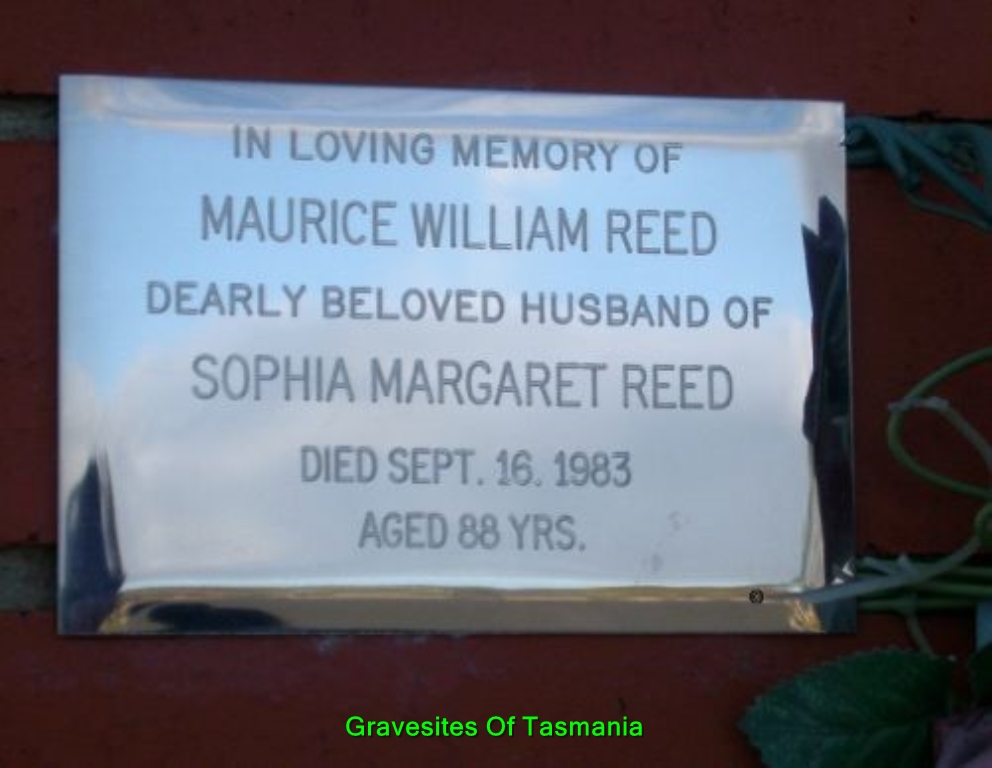 IN LOVING MEMORY OF
MAURICE WILLIAM REED
DEARLY BELOVED HUSBAND OF
SOPHIA MARGARET REED
DIED SEPT. 16. 1983
AGED 88 YRS.
©
Gravesites Of Tasmania